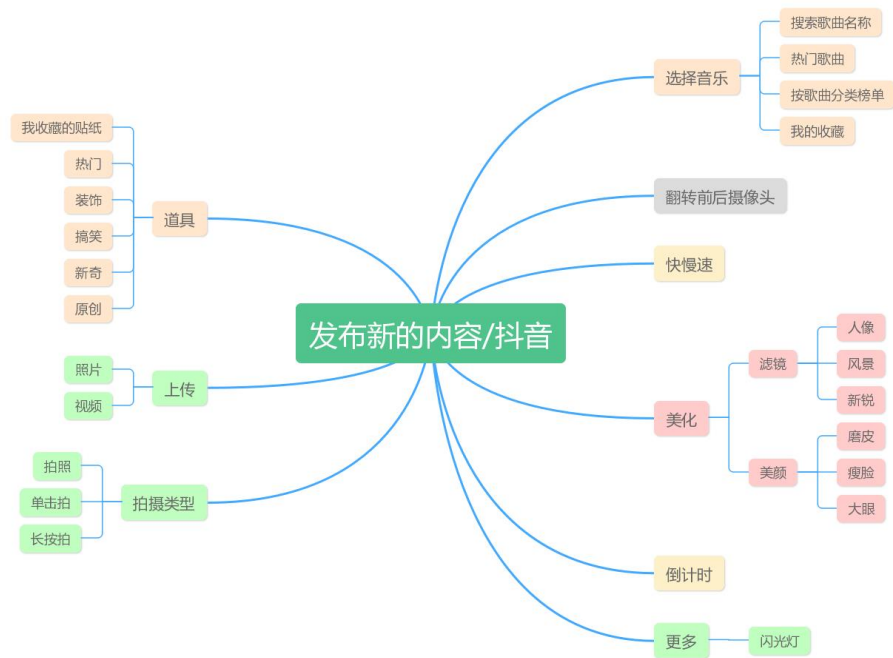 发布新的内容/抖音
选择音乐
搜索歌曲名称
热门歌曲
按歌曲分类榜单
我的收藏
翻转前后摄像头
快慢速
美化
滤镜
人像
风景
新锐
美颜
磨皮
瘦脸
大眼
倒计时
更多
闪光灯
道具
我收藏的贴纸
热门
装饰
搞笑
新奇
原创
上传
照片
视频
拍摄类型
拍照
单击拍
长按拍